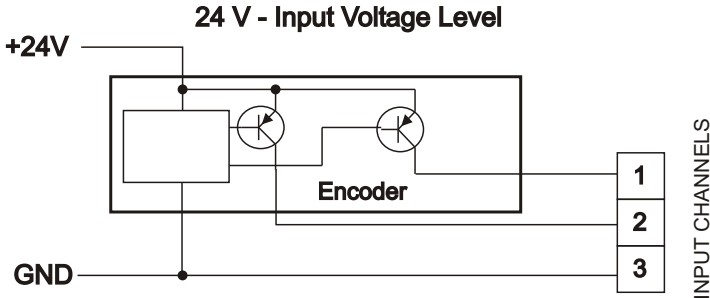 24 V - Input Voltage Level
+24V
Encoder
1
2
3
GND
INPUT CHANNELS